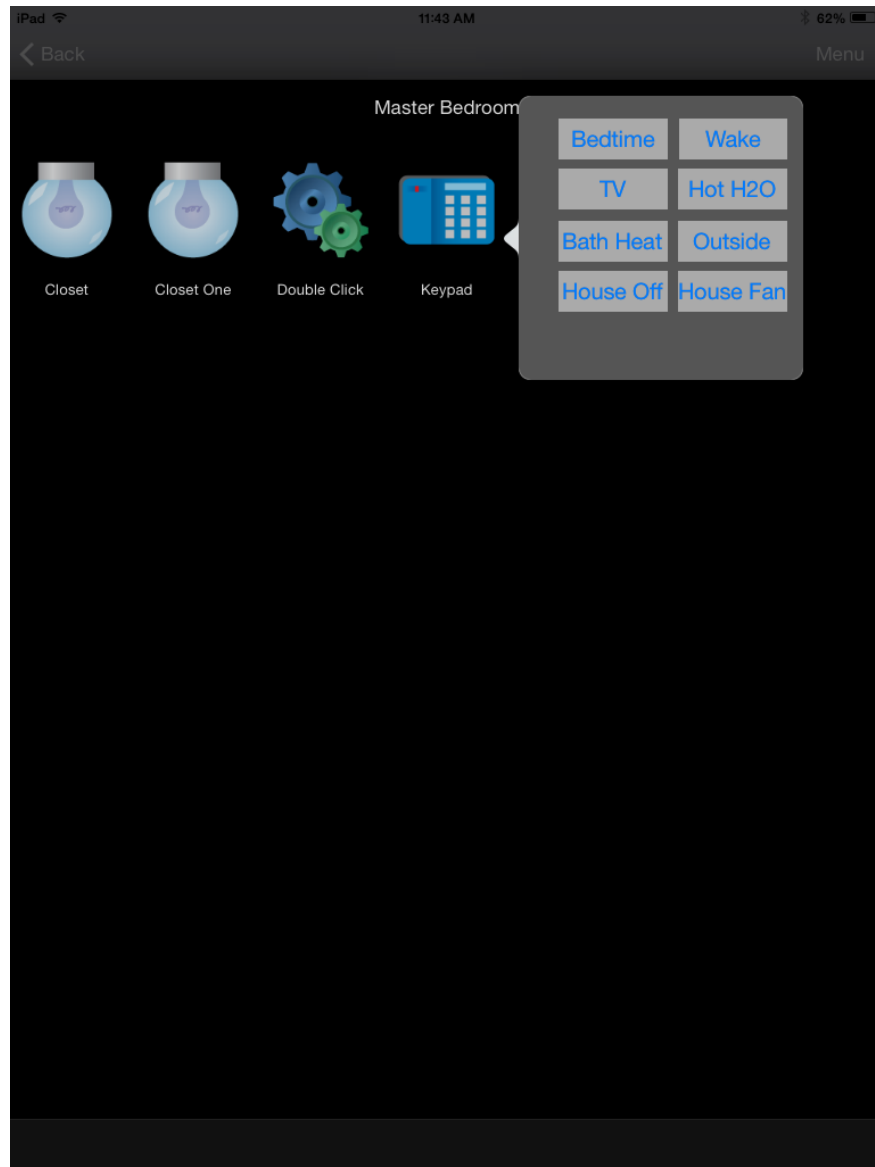 iPad 11:43 AM 62%
Back Menu
Master Bedroom
Bedtime Wake
TV Hot H2O
Bath Heat Outside
House Off House Fan
Closet Closet One Double Click Keypad